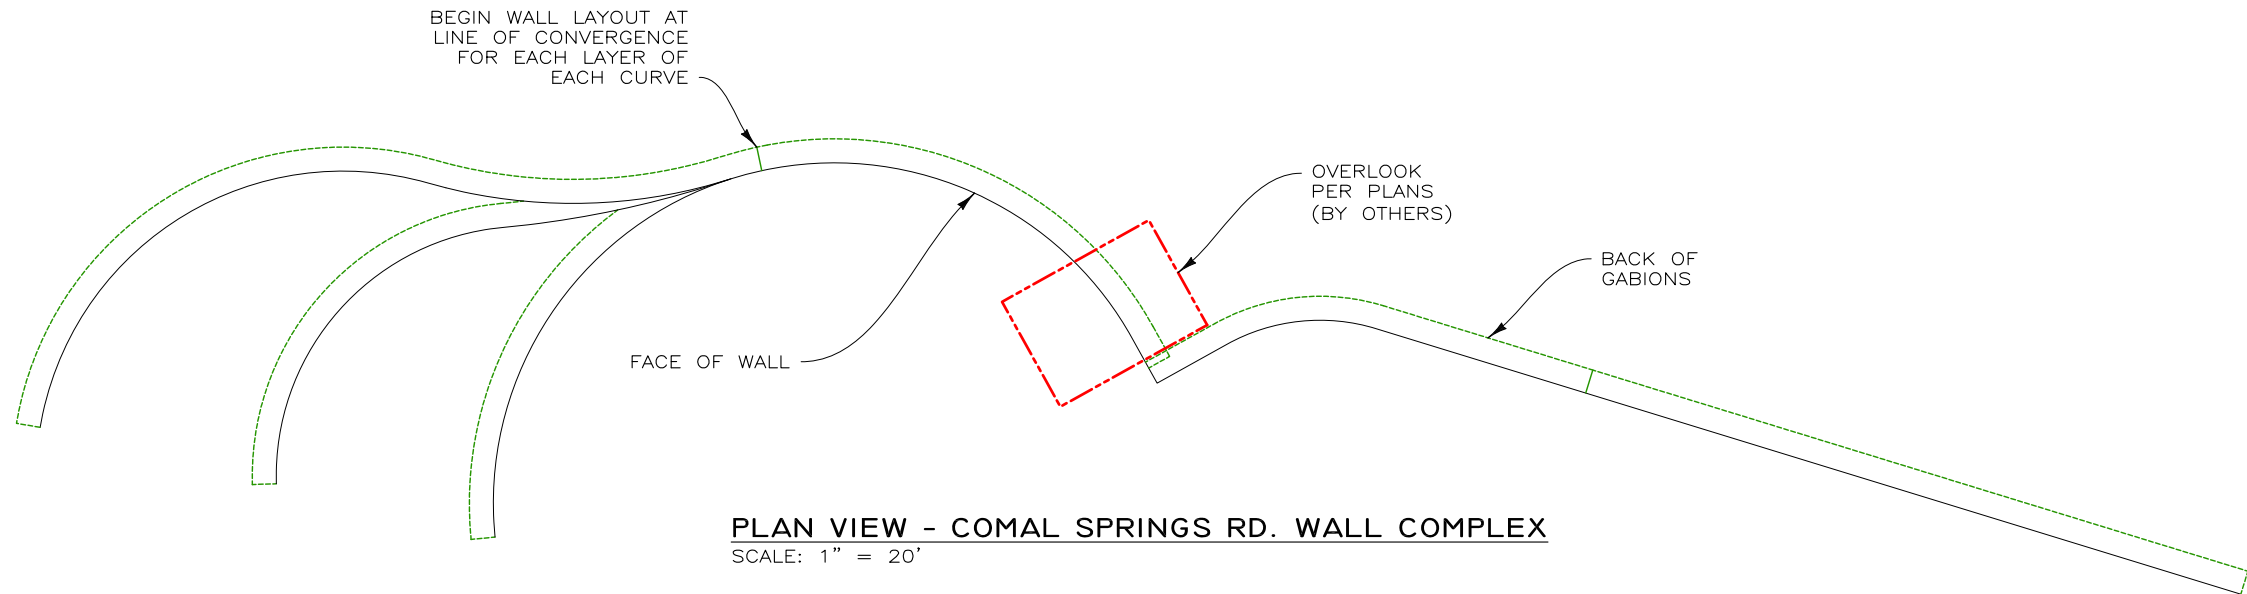 BEGIN WALL LAYOUT AT
LINE OF CONVERGENCE
FOR EACH LAYER OF
EACH CURVE
OVERLOOK
PER PLANS
(BY OTHERS)
BACK OF
GABIONS
FACE OF WALL
PLAN VIEW - COMAL SPRINGS RD. WALL COMPLEX
SCALE: 1" = 20'